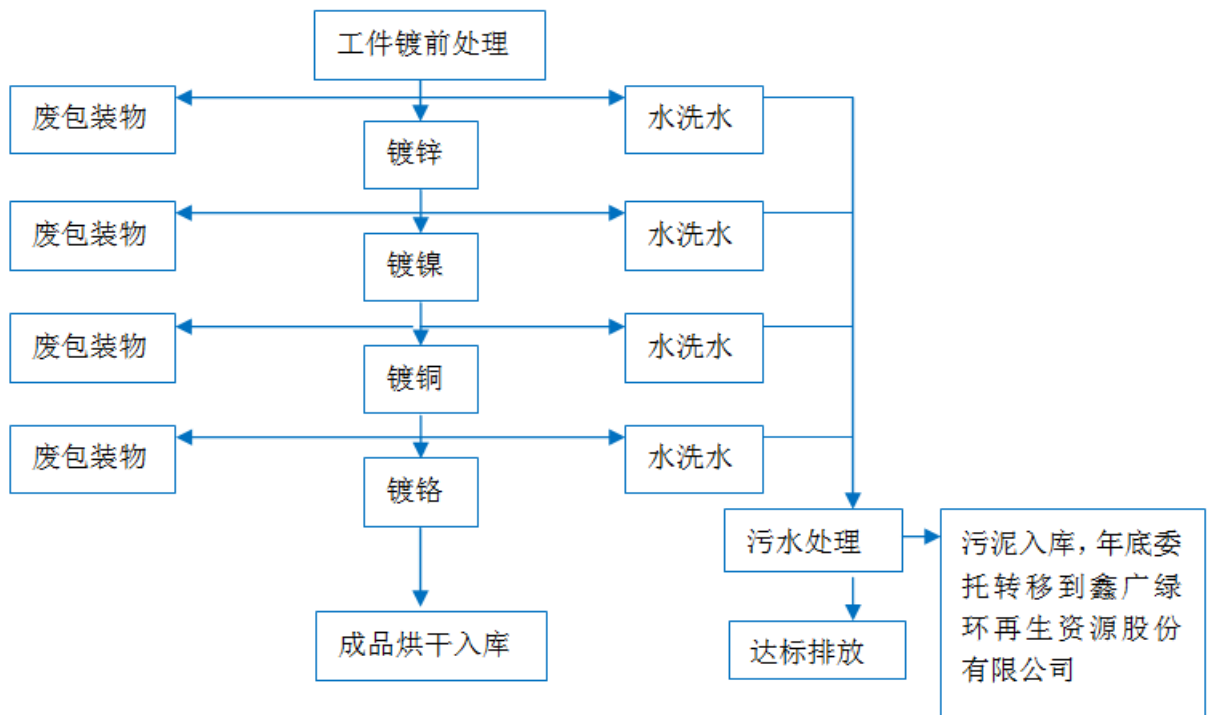 工件镀前处理
废包装物
水洗水
镀锌
废包装物
水洗水
镀镍
废包装物
水洗水
镀铜
废包装物
水洗水
镀铬
污水处理
污泥入库，年底委
托转移到鑫广绿
环再生资源股份
有限公司
成品烘干入库
达标排放